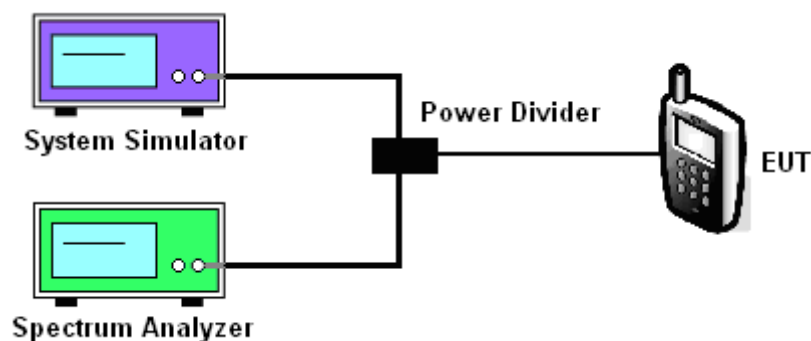 System Simulator
Power Divider
EUT
Spectrum Analyzer